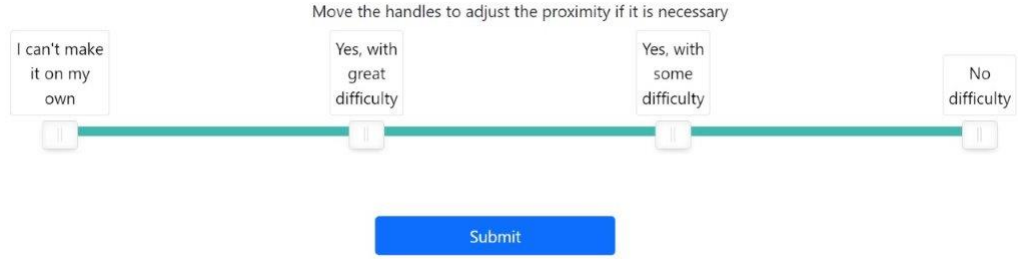 Move the handles to adjust the proximity if it is necessary
I can't make
it on my
own
Yes, with
great
difficulty
Yes, with
some
difficulty
No
difficulty
Submit